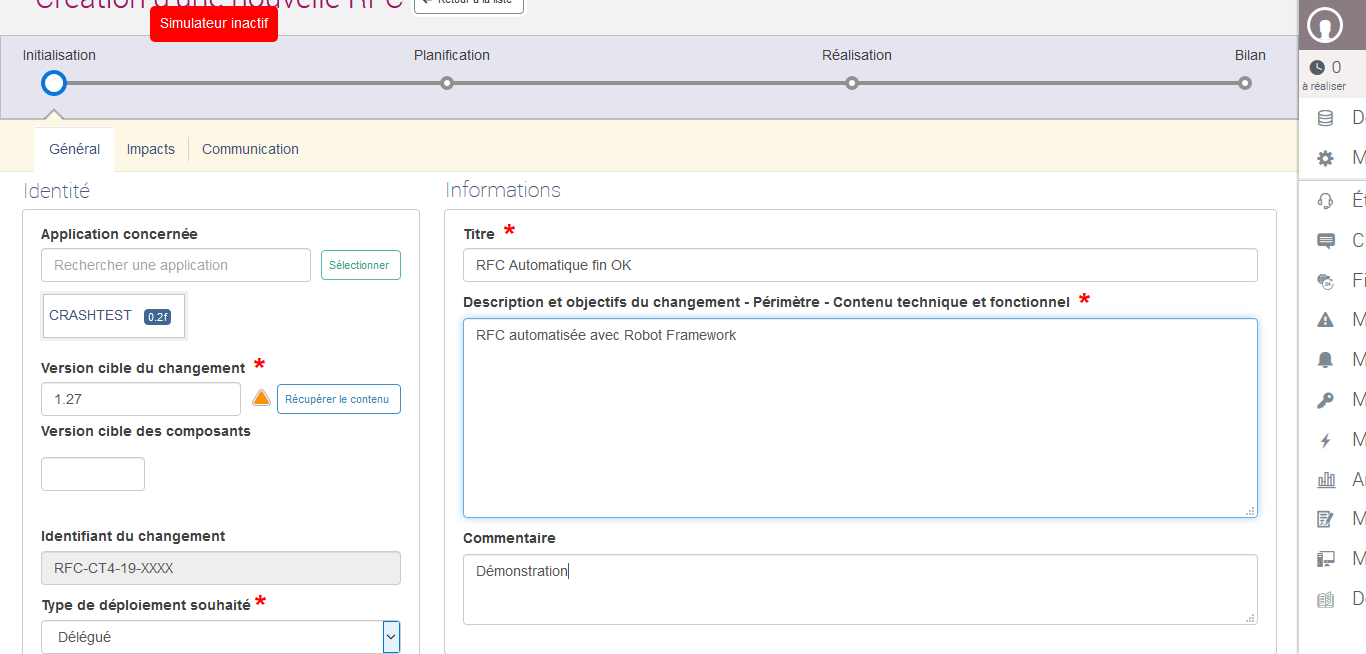 Création d'une nouvelle RFC
← Retour à la liste
Simulateur inactif
Initialisation
Planification
Réalisation
Bilan
0
à réaliser
Général
Impacts
Communication
Identité
Application concernée
Rechercher une application
Sélectionner
CRASHTEST 0.2f
Version cible du changement *
1.27
Récupérer le contenu
Version cible des composants
Identifiant du changement
RFC-CT4-19-XXXX
Type de déploiement souhaité *
Délégué
Informations
Titre *
RFC Automatique fin OK
Description et objectifs du changement - Périmètre - Contenu technique et fonctionnel *
RFC automatisée avec Robot Framework
Commentaire
Démonstration